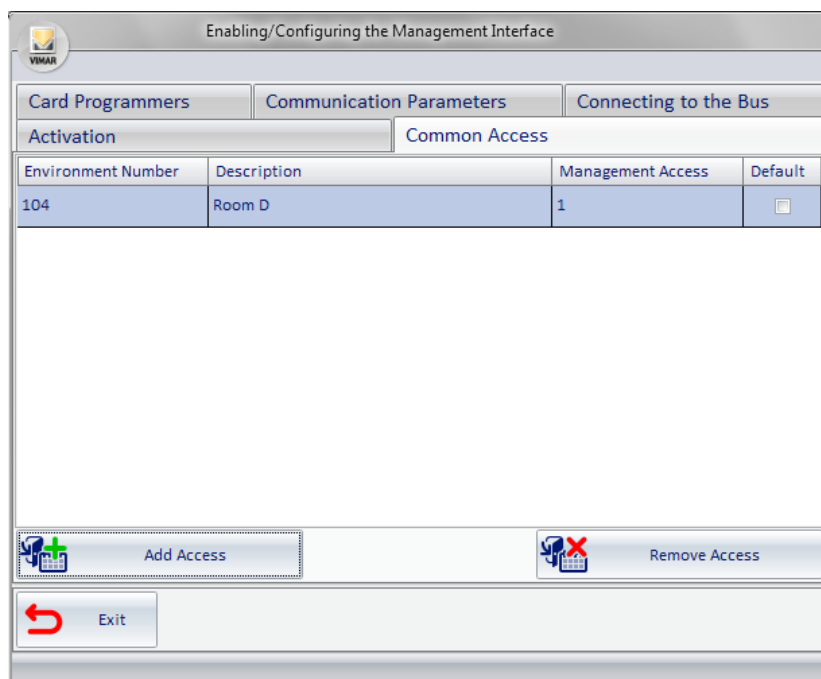 Enabling/Configuring the Management Interface
VIMAR
Card Programmers Communication Parameters Connecting to the Bus
Activation Common Access
Environment Number Description Management Access Default
104 Room D 1
Add Access Remove Access
Exit